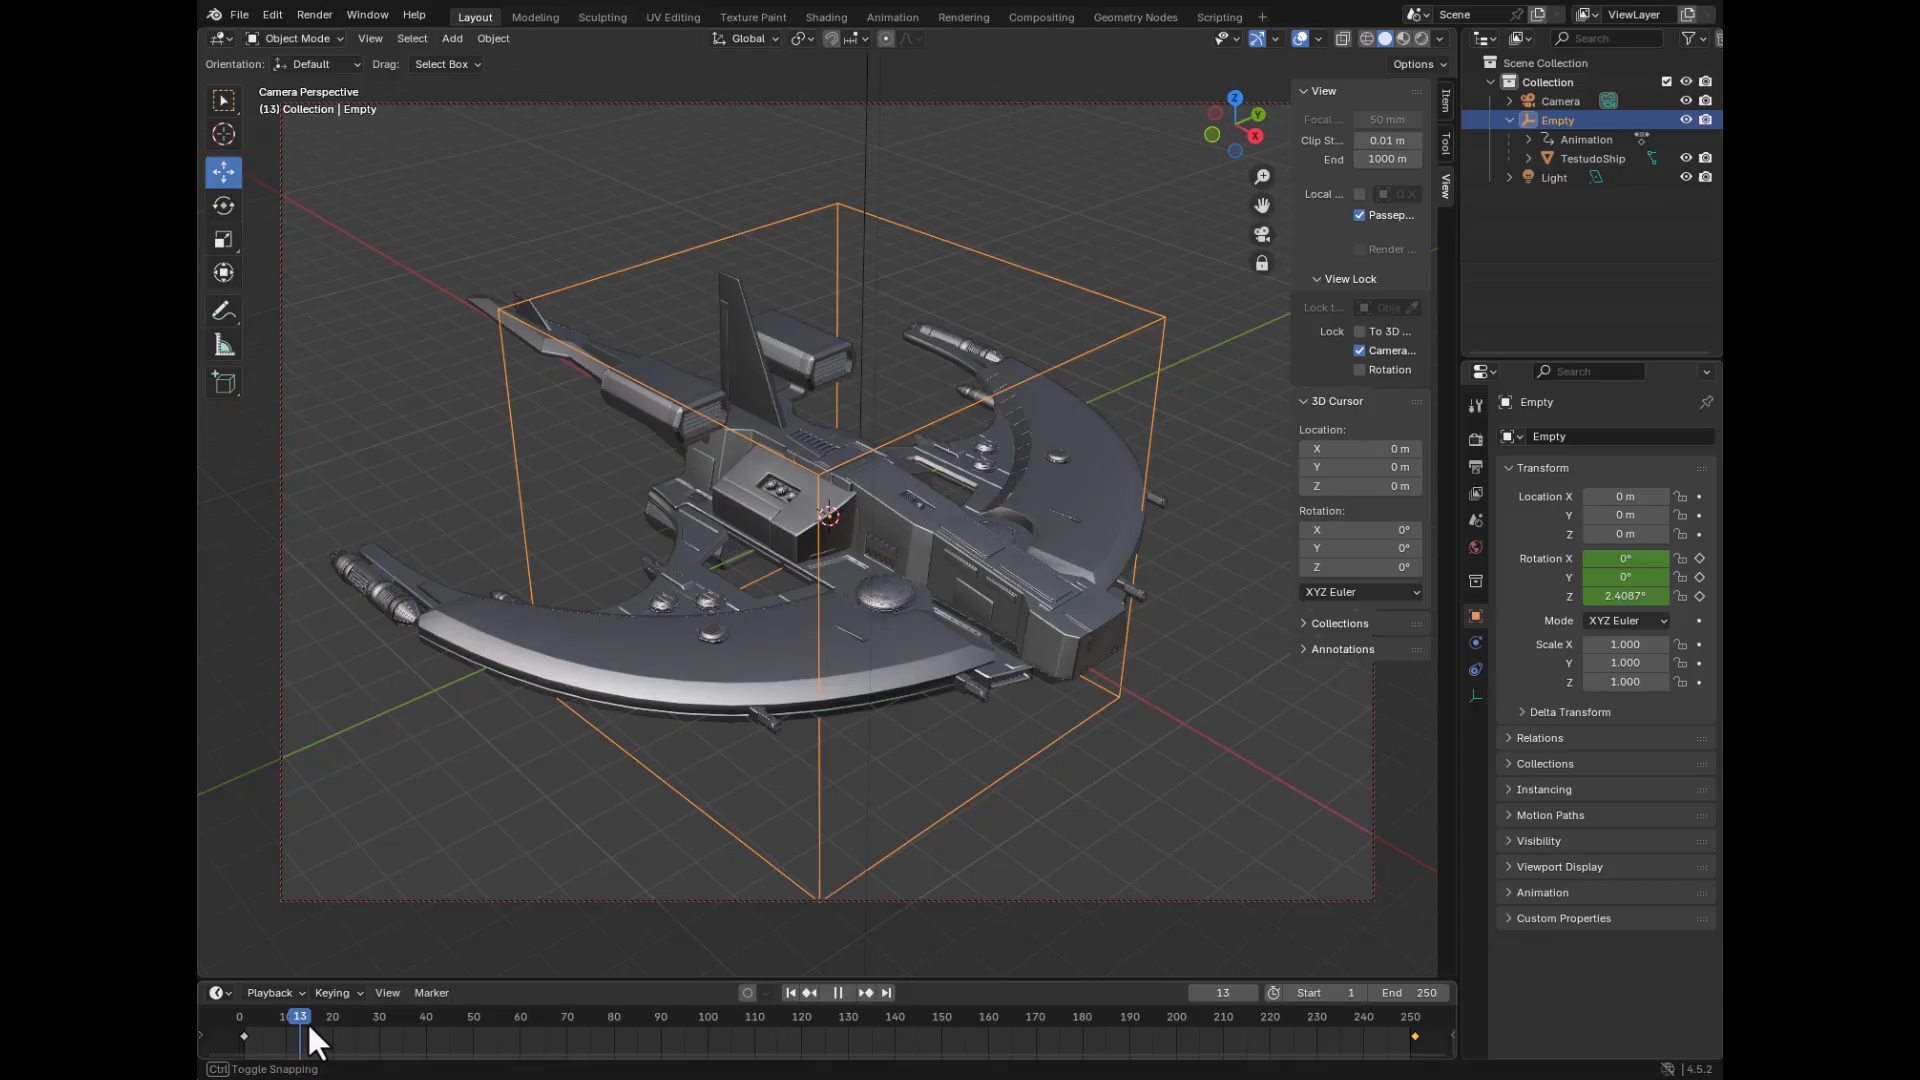 File Edit Render Window Help Layout Modeling Sculpting UV Editing Texture Paint Shading Animation Rendering Compositing Geometry Nodes Scripting + Scene ViewLayer
Object Mode View Select Add Object Global Search
Orientation: Default Drag: Select Box Options
Camera Perspective
(13) Collection | Empty
Z
Y
X
View
Focal ... 50 mm
Clip St... 0.01 m
End 1000 m
Local ...
Passep...
Render ...
View Lock
Lock t... Obje
Lock To 3D ...
Camera...
Rotation
3D Cursor
Location:
X 0 m
Y 0 m
Z 0 m
Rotation:
X 0°
Y 0°
Z 0°
XYZ Euler
Collections
Annotations
Item
Tool
View
Scene Collection
Collection
Camera
Empty
Animation
TestudoShip
Light
Search
Empty
Empty
Transform
Location X 0 m
Y 0 m
Z 0 m
Rotation X 0°
Y 0°
Z 2.4087°
Mode XYZ Euler
Scale X 1.000
Y 1.000
Z 1.000
Delta Transform
Relations
Collections
Instancing
Motion Paths
Visibility
Viewport Display
Animation
Custom Properties
Playback Keying View Marker 13 Start 1 End 250
0 10 13 20 30 40 50 60 70 80 90 100 110 120 130 140 150 160 170 180 190 200 210 220 230 240 250
Ctrl Toggle Snapping 4.5.2